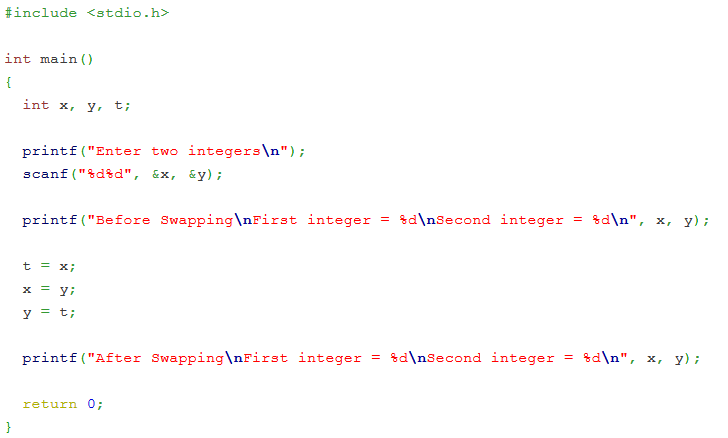 #include <stdio.h>
int main()
{
int x, y, t;
printf("Enter two integers\n");
scanf("%d%d", &x, &y);
printf("Before Swapping\nFirst integer = %d\nSecond integer = %d\n", x, y);
t = x;
x = y;
y = t;
printf("After Swapping\nFirst integer = %d\nSecond integer = %d\n", x, y);
return 0;
}